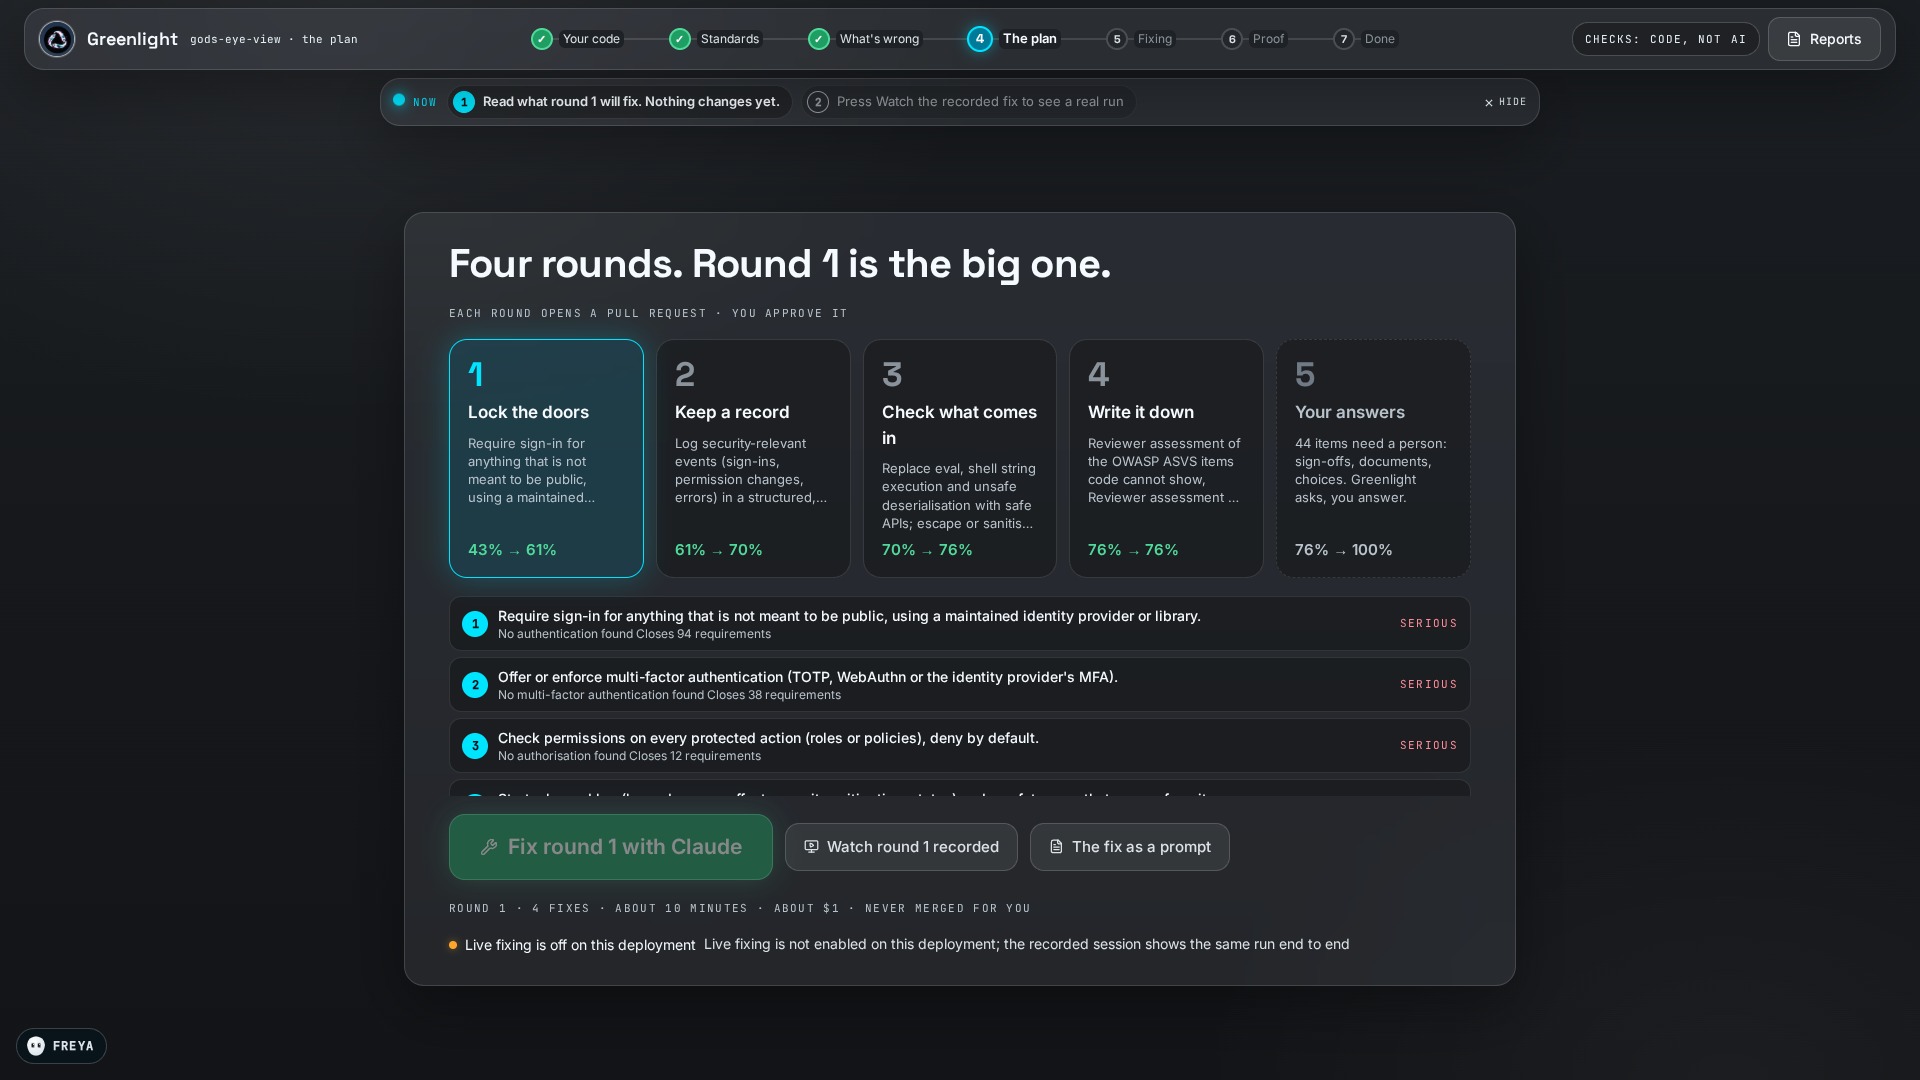 Greenlight gods-eye-view · the plan
✓ Your code ✓ Standards ✓ What's wrong 4 The plan 5 Fixing 6 Proof 7 Done
CHECKS: CODE, NOT AI
Reports
NOW 1 Read what round 1 will fix. Nothing changes yet. 2 Press Watch the recorded fix to see a real run × HIDE
Four rounds. Round 1 is the big one.
EACH ROUND OPENS A PULL REQUEST · YOU APPROVE IT
1
Lock the doors
Require sign-in for
anything that is not
meant to be public,
using a maintained...
43% → 61%
2
Keep a record
Log security-relevant
events (sign-ins,
permission changes,
errors) in a structured,...
61% → 70%
3
Check what comes
in
Replace eval, shell string
execution and unsafe
deserialisation with safe
APIs; escape or sanitis...
70% → 76%
4
Write it down
Reviewer assessment of
the OWASP ASVS items
code cannot show,
Reviewer assessment ...
76% → 76%
5
Your answers
44 items need a person:
sign-offs, documents,
choices. Greenlight
asks, you answer.
76% → 100%
1 Require sign-in for anything that is not meant to be public, using a maintained identity provider or library.
No authentication found Closes 94 requirements
SERIOUS
2 Offer or enforce multi-factor authentication (TOTP, WebAuthn or the identity provider's MFA).
No multi-factor authentication found Closes 38 requirements
SERIOUS
3 Check permissions on every protected action (roles or policies), deny by default.
No authorisation found Closes 12 requirements
SERIOUS
Fix round 1 with Claude
Watch round 1 recorded
The fix as a prompt
ROUND 1 · 4 FIXES · ABOUT 10 MINUTES · ABOUT $1 · NEVER MERGED FOR YOU
Live fixing is off on this deployment Live fixing is not enabled on this deployment; the recorded session shows the same run end to end
FREYA